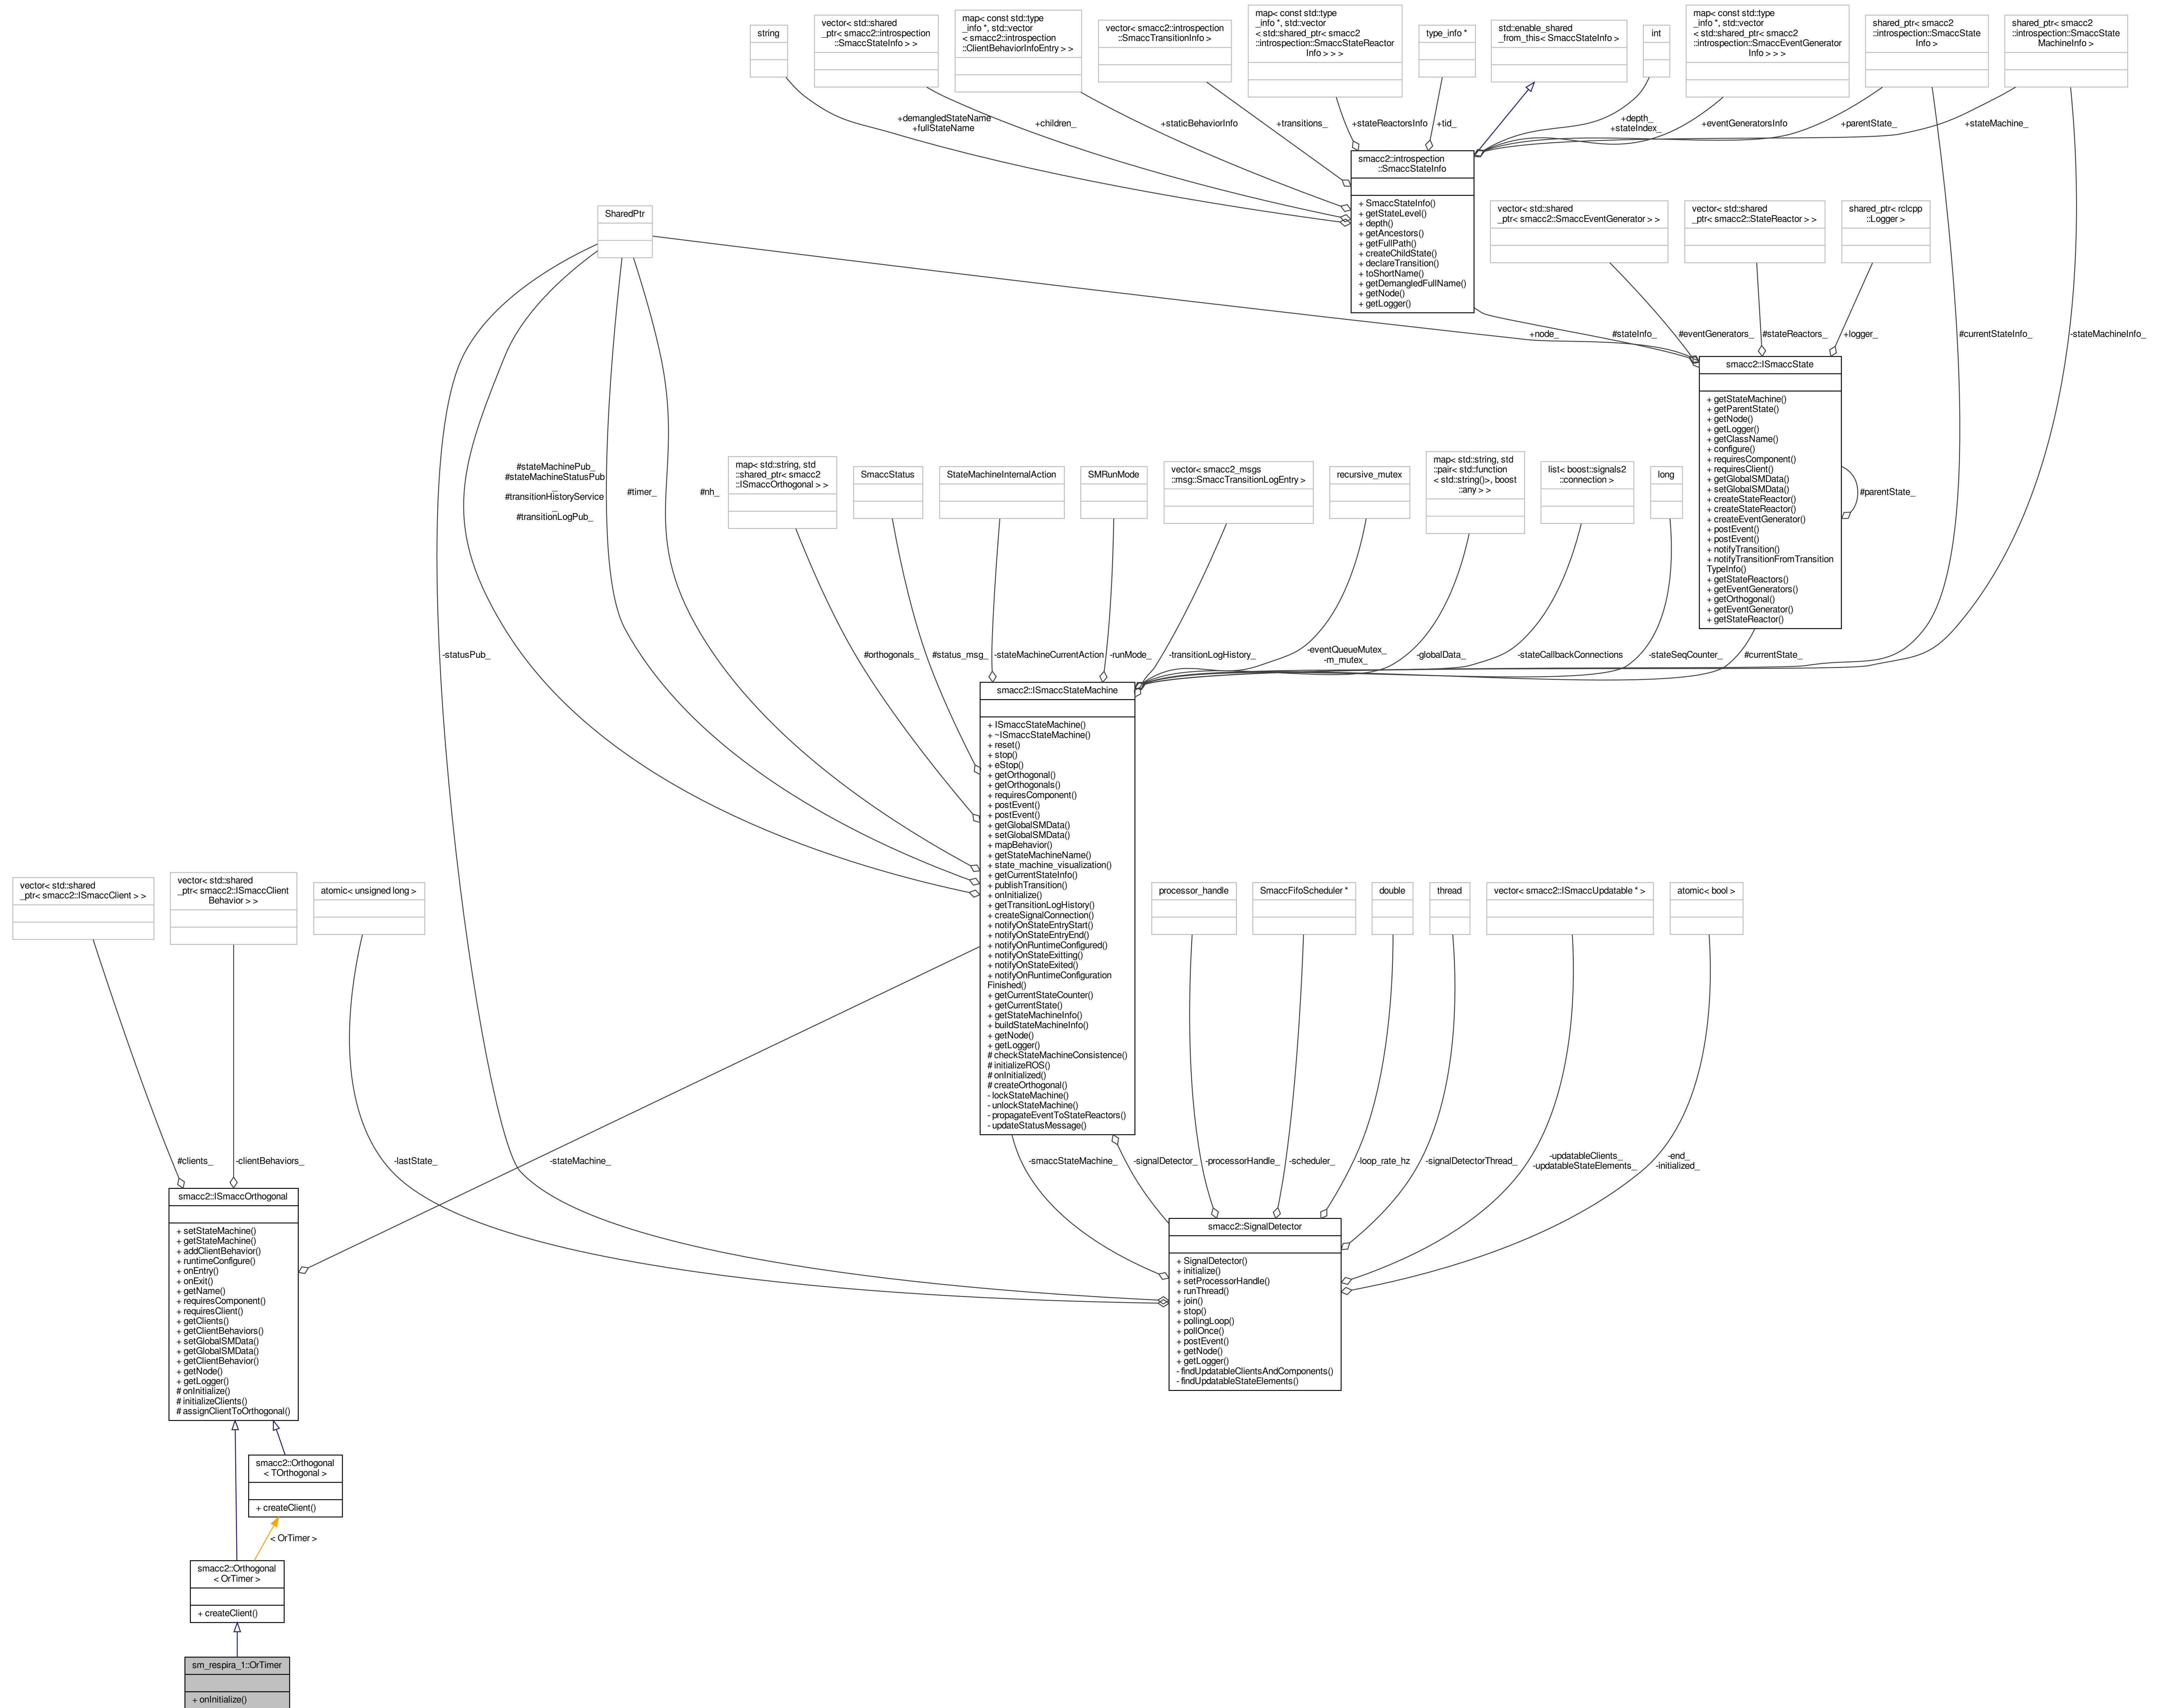 string
vector< std::shared
_ptr< smacc2::introspection
::SmaccStateInfo > >
map< const std::type
_info *, std::vector
< smacc2::introspection
::ClientBehaviorInfoEntry > >
vector< smacc2::introspection
::SmaccTransitionInfo >
map< const std::type
_info *, std::vector
< std::shared_ptr< smacc2
::introspection::SmaccStateReactor
Info > > >
type_info *
std::enable_shared
_from_this< SmaccStateInfo >
int
map< const std::type
_info *, std::vector
< std::shared_ptr< smacc2
::introspection::SmaccEventGenerator
Info > > >
shared_ptr< smacc2
::introspection::SmaccState
Info >
shared_ptr< smacc2
::introspection::SmaccState
MachineInfo >
+demangledStateName
+fullStateName
+children_
+staticBehaviorInfo
+transitions_
+stateReactorsInfo
+tid_
+depth_
+stateIndex_
+eventGeneratorsInfo
+parentState_
+stateMachine_
smacc2::introspection
::SmaccStateInfo
+ SmaccStateInfo()
+ getStateLevel()
+ depth()
+ getAncestors()
+ getFullPath()
+ createChildState()
+ declareTransition()
+ toShortName()
+ getDemangledFullName()
+ getNode()
+ getLogger()
SharedPtr
vector< std::shared
_ptr< smacc2::SmaccEventGenerator > >
vector< std::shared
_ptr< smacc2::StateReactor > >
shared_ptr< rclcpp
::Logger >
+node_
#stateInfo_
#eventGenerators_
#stateReactors_
+logger_
#currentStateInfo_
-stateMachineInfo_
smacc2::ISmaccState
+ getStateMachine()
+ getParentState()
+ getNode()
+ getLogger()
+ getClassName()
+ configure()
+ requiresComponent()
+ requiresClient()
+ getGlobalSMData()
+ setGlobalSMData()
+ createStateReactor()
+ createStateReactor()
+ createEventGenerator()
+ postEvent()
+ postEvent()
+ notifyTransition()
+ notifyTransitionFromTransition
TypeInfo()
+ getStateReactors()
+ getEventGenerators()
+ getOrthogonal()
+ getEventGenerator()
+ getStateReactor()
#parentState_
#stateMachinePub_
#stateMachineStatusPub
_
#transitionHistoryService
_
#transitionLogPub_
#timer_
#nh_
map< std::string, std
::shared_ptr< smacc2
::ISmaccOrthogonal > >
SmaccStatus
StateMachineInternalAction
SMRunMode
vector< smacc2_msgs
::msg::SmaccTransitionLogEntry >
recursive_mutex
map< std::string, std
::pair< std::function
< std::string()>, boost
::any > >
list< boost::signals2
::connection >
long
-statusPub_
#orthogonals_
#status_msg_
-stateMachineCurrentAction
-runMode_
-transitionLogHistory_
-eventQueueMutex_
-m_mutex_
-globalData_
-stateCallbackConnections
-stateSeqCounter_
#currentState_
smacc2::ISmaccStateMachine
+ ISmaccStateMachine()
+ ~ISmaccStateMachine()
+ reset()
+ stop()
+ eStop()
+ getOrthogonal()
+ getOrthogonals()
+ requiresComponent()
+ postEvent()
+ postEvent()
+ getGlobalSMData()
+ setGlobalSMData()
+ mapBehavior()
+ getStateMachineName()
+ state_machine_visualization()
+ getCurrentStateInfo()
+ publishTransition()
+ onInitialize()
+ getTransitionLogHistory()
+ createSignalConnection()
+ notifyOnStateEntryStart()
+ notifyOnStateEntryEnd()
+ notifyOnRuntimeConfigured()
+ notifyOnStateExitting()
+ notifyOnStateExited()
+ notifyOnRuntimeConfiguration
Finished()
+ getCurrentStateCounter()
+ getCurrentState()
+ getStateMachineInfo()
+ buildStateMachineInfo()
+ getNode()
+ getLogger()
# checkStateMachineConsistence()
# initializeROS()
# onInitialized()
# createOrthogonal()
- lockStateMachine()
- unlockStateMachine()
- propagateEventToStateReactors()
- updateStatusMessage()
vector< std::shared
_ptr< smacc2::ISmaccClient > >
vector< std::shared
_ptr< smacc2::ISmaccClient
Behavior > >
atomic< unsigned long >
processor_handle
SmaccFifoScheduler *
double
thread
vector< smacc2::ISmaccUpdatable * >
atomic< bool >
#clients_
-clientBehaviors_
-lastState_
-stateMachine_
-smaccStateMachine_
-signalDetector_
-processorHandle_
-scheduler_
-loop_rate_hz
-signalDetectorThread_
-updatableClients_
-updatableStateElements_
-end_
-initialized_
smacc2::ISmaccOrthogonal
+ setStateMachine()
+ getStateMachine()
+ addClientBehavior()
+ runtimeConfigure()
+ onEntry()
+ onExit()
+ getName()
+ requiresComponent()
+ requiresClient()
+ getClients()
+ getClientBehaviors()
+ setGlobalSMData()
+ getGlobalSMData()
+ getClientBehavior()
+ getNode()
+ getLogger()
# onInitialize()
# initializeClients()
# assignClientToOrthogonal()
smacc2::SignalDetector
+ SignalDetector()
+ initialize()
+ setProcessorHandle()
+ runThread()
+ join()
+ stop()
+ pollingLoop()
+ pollOnce()
+ postEvent()
+ getNode()
+ getLogger()
- findUpdatableClientsAndComponents()
- findUpdatableStateElements()
smacc2::Orthogonal
< TOrthogonal >
+ createClient()
< OrTimer >
smacc2::Orthogonal
< OrTimer >
+ createClient()
sm_respira_1::OrTimer
+ onInitialize()